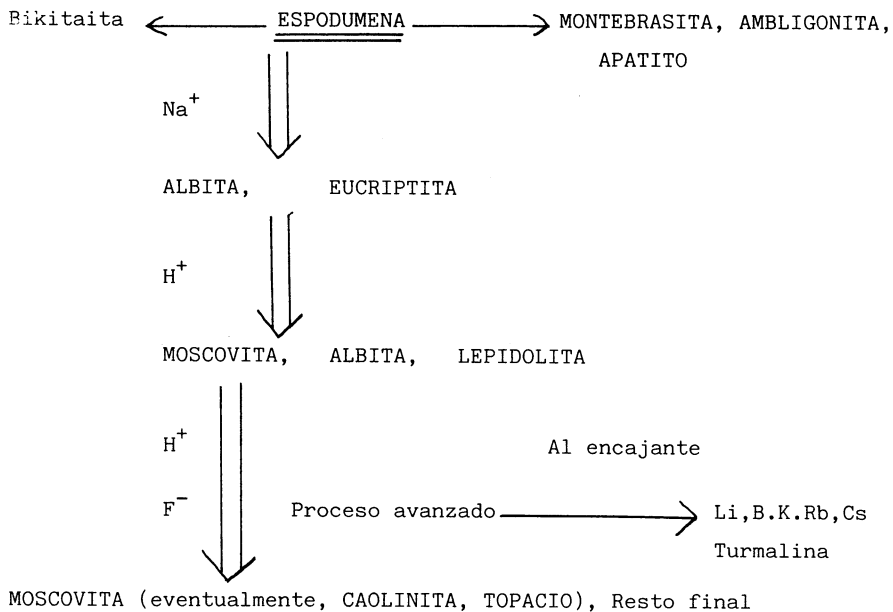 Bikitaita ESPODUMENA MONTEBRASITA, AMBLIGONITA,
APATITO
Na+
ALBITA, EUCRIPTITA
H+
MOSCOVITA, ALBITA, LEPIDOLITA
H+ Al encajante
F- Proceso avanzado Li,B.K.Rb,Cs
Turmalina
MOSCOVITA (eventualmente, CAOLINITA, TOPACIO), Resto final